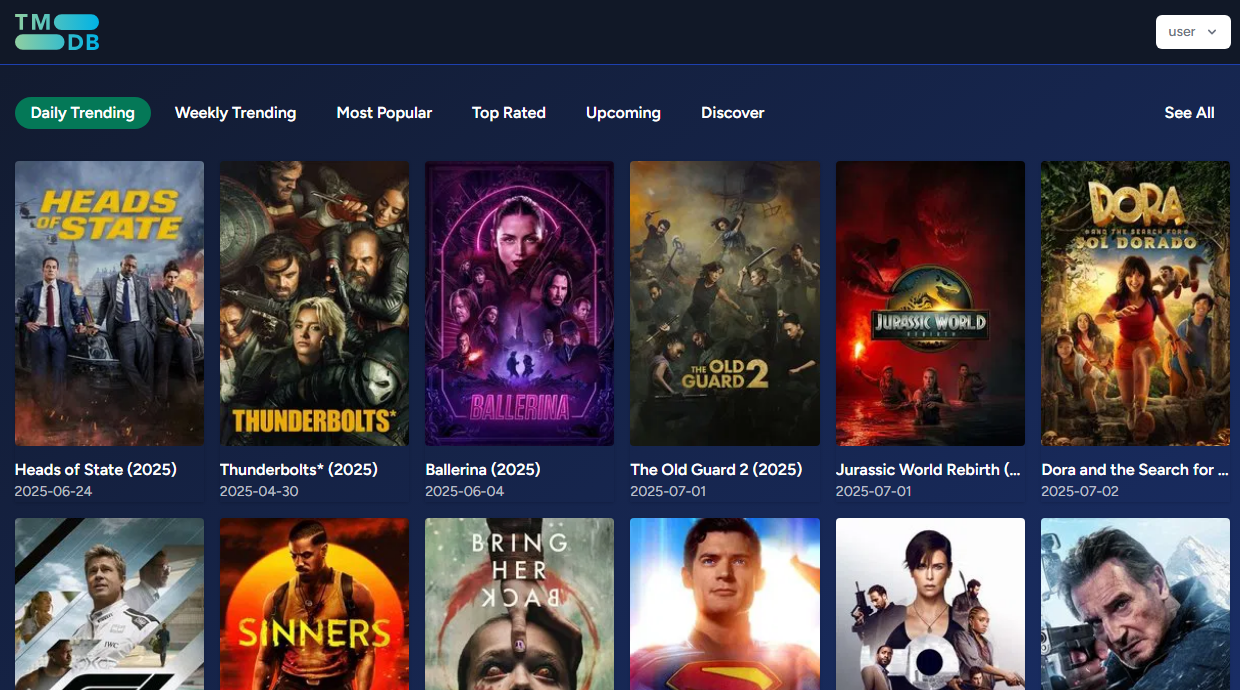 TM
DB
user
Daily Trending
Weekly Trending
Most Popular
Top Rated
Upcoming
Discover
See All
HEADS
OF STATE
THUNDERBOLTS*
BALLERINA
THE OLD
GUARD 2
JURASSIC WORLD
REBIRTH
DORA
AND THE SEARCH FOR
SOL DORADO
Heads of State (2025)
Thunderbolts* (2025)
Ballerina (2025)
The Old Guard 2 (2025)
Jurassic World Rebirth (...
Dora and the Search for ...
2025-06-24
2025-04-30
2025-06-04
2025-07-01
2025-07-01
2025-07-02
IWC
SINNERS
BRING
HER
BACK